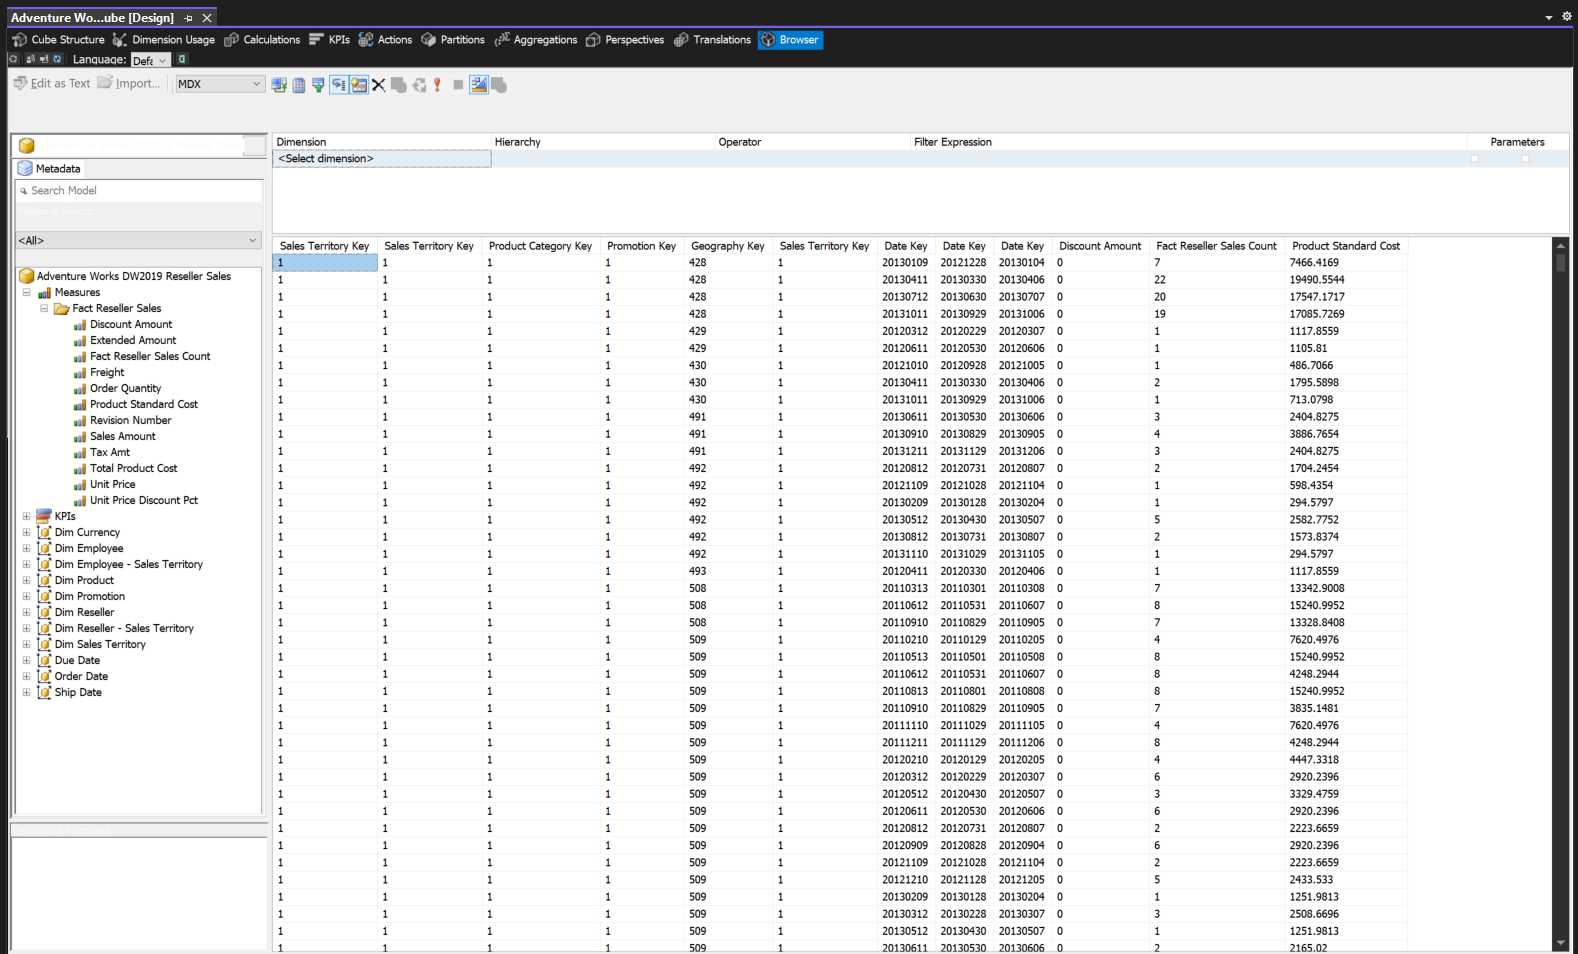 Adventure Wo...ube [Design]
Cube Structure Dimension Usage Calculations KPIs Actions Partitions Aggregations Perspectives Translations Browser
Language: Defa
Edit as Text Import... MDX
Dimension Hierarchy Operator Filter Expression Parameters
<Select dimension>
Metadata
Search Model
Measure Group:
<All>
Adventure Works DW2019 Reseller Sales
Measures
Fact Reseller Sales
Discount Amount
Extended Amount
Fact Reseller Sales Count
Freight
Order Quantity
Product Standard Cost
Revision Number
Sales Amount
Tax Amt
Total Product Cost
Unit Price
Unit Price Discount Pct
KPIs
Dim Currency
Dim Employee
Dim Employee - Sales Territory
Dim Product
Dim Promotion
Dim Reseller
Dim Reseller - Sales Territory
Dim Sales Territory
Due Date
Order Date
Ship Date
Calculated Members
Sales Territory Key Sales Territory Key Product Category Key Promotion Key Geography Key Sales Territory Key Date Key Date Key Date Key Discount Amount Fact Reseller Sales Count Product Standard Cost
1 1 1 1 428 1 20130109 20121228 20130104 0 7 7466.4169
1 1 1 1 428 1 20130411 20130330 20130406 0 22 19490.5544
1 1 1 1 428 1 20130712 20130630 20130707 0 20 17547.1717
1 1 1 1 428 1 20131011 20130929 20131006 0 19 17085.7269
1 1 1 1 429 1 20120312 20120229 20120307 0 1 1117.8559
1 1 1 1 429 1 20120611 20120530 20120606 0 1 1105.81
1 1 1 1 430 1 20121010 20120928 20121005 0 1 486.7066
1 1 1 1 430 1 20130411 20130330 20130406 0 2 1795.5898
1 1 1 1 430 1 20131011 20130929 20131006 0 1 713.0798
1 1 1 1 491 1 20130611 20130530 20130606 0 3 2404.8275
1 1 1 1 491 1 20130910 20130829 20130905 0 4 3886.7654
1 1 1 1 491 1 20131211 20131129 20131206 0 3 2404.8275
1 1 1 1 492 1 20120812 20120731 20120807 0 2 1704.2454
1 1 1 1 492 1 20121109 20121028 20121104 0 1 598.4354
1 1 1 1 492 1 20130209 20130128 20130204 0 1 294.5797
1 1 1 1 492 1 20130512 20130430 20130507 0 5 2582.7752
1 1 1 1 492 1 20130812 20130731 20130807 0 2 1573.8374
1 1 1 1 492 1 20131110 20131029 20131105 0 1 294.5797
1 1 1 1 493 1 20120411 20120330 20120406 0 1 1117.8559
1 1 1 1 508 1 20110313 20110301 20110308 0 7 13342.9008
1 1 1 1 508 1 20110612 20110531 20110607 0 8 15240.9952
1 1 1 1 508 1 20110910 20110829 20110905 0 7 13328.8408
1 1 1 1 509 1 20110210 20110129 20110205 0 4 7620.4976
1 1 1 1 509 1 20110513 20110501 20110508 0 8 15240.9952
1 1 1 1 509 1 20110612 20110531 20110607 0 8 4248.2944
1 1 1 1 509 1 20110813 20110801 20110808 0 8 15240.9952
1 1 1 1 509 1 20110910 20110829 20110905 0 7 3835.1481
1 1 1 1 509 1 20111110 20111029 20111105 0 4 7620.4976
1 1 1 1 509 1 20111211 20111129 20111206 0 8 4248.2944
1 1 1 1 509 1 20120210 20120129 20120205 0 4 4447.3318
1 1 1 1 509 1 20120312 20120229 20120307 0 6 2920.2396
1 1 1 1 509 1 20120512 20120430 20120507 0 3 3329.4759
1 1 1 1 509 1 20120611 20120530 20120606 0 6 2920.2396
1 1 1 1 509 1 20120812 20120731 20120807 0 2 2223.6659
1 1 1 1 509 1 20120909 20120828 20120904 0 6 2920.2396
1 1 1 1 509 1 20121109 20121028 20121104 0 2 2223.6659
1 1 1 1 509 1 20121210 20121128 20121205 0 5 2433.533
1 1 1 1 509 1 20130209 20130128 20130204 0 1 1251.9813
1 1 1 1 509 1 20130312 20130228 20130307 0 3 2508.6696
1 1 1 1 509 1 20130512 20130430 20130507 0 1 1251.9813
1 1 1 1 509 1 20130611 20130530 20130606 0 2 2165.02